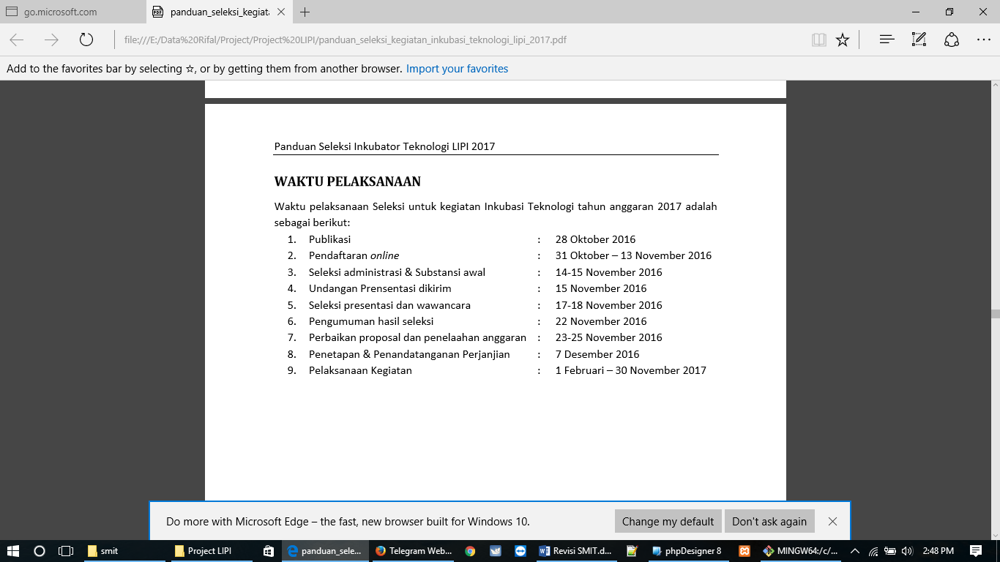 go.microsoft.com
panduan_seleksi_kegiat
file:///E:/Data%20Rifal/Project/Project%20LIPI/panduan_seleksi_kegiatan_inkubasi_teknologi_lipi_2017.pdf
Add to the favorites bar by selecting ☆, or by getting them from another browser. Import your favorites
Panduan Seleksi Inkubator Teknologi LIPI 2017
WAKTU PELAKSANAAN
Waktu pelaksanaan Seleksi untuk kegiatan Inkubasi Teknologi tahun anggaran 2017 adalah
sebagai berikut:
1. Publikasi : 28 Oktober 2016
2. Pendaftaran online : 31 Oktober – 13 November 2016
3. Seleksi administrasi & Substansi awal : 14-15 November 2016
4. Undangan Prensentasi dikirim : 15 November 2016
5. Seleksi presentasi dan wawancara : 17-18 November 2016
6. Pengumuman hasil seleksi : 22 November 2016
7. Perbaikan proposal dan penelaahan anggaran : 23-25 November 2016
8. Penetapan & Penandatanganan Perjanjian : 7 Desember 2016
9. Pelaksanaan Kegiatan : 1 Februari – 30 November 2017
Do more with Microsoft Edge – the fast, new browser built for Windows 10. Change my default Don't ask again
smit Project LIPI panduan_sele... Telegram Web... Revisi SMIT.d... phpDesigner 8 MINGW64:/c/... 2:48 PM